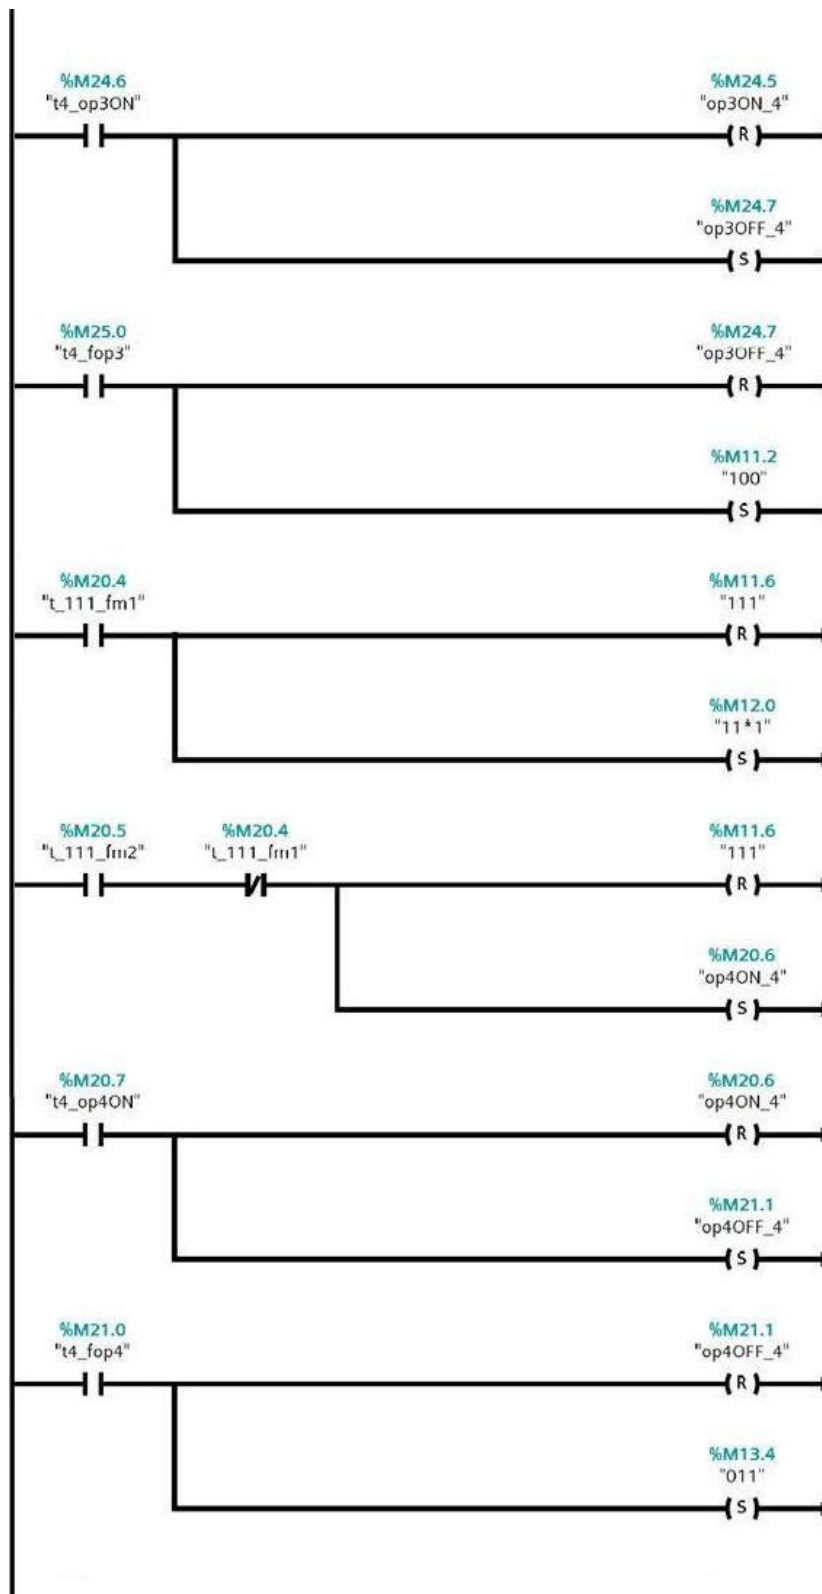 %M24.6 %M24.5
"t4_op3ON" "op3ON_4"
R
%M24.7
"op3OFF_4"
S
%M25.0 %M24.7
"t4_fop3" "op3OFF_4"
R
%M11.2
"100"
S
%M20.4 %M11.6
"t_111_fm1" "111"
R
%M12.0
"11*1"
S
%M20.5 %M20.4 %M11.6
"t_111_fm2" "t_111_fm1" "111"
R
%M20.6
"op4ON_4"
S
%M20.7 %M20.6
"t4_op4ON" "op4ON_4"
R
%M21.1
"op4OFF_4"
S
%M21.0 %M21.1
"t4_fop4" "op4OFF_4"
R
%M13.4
"011"
S